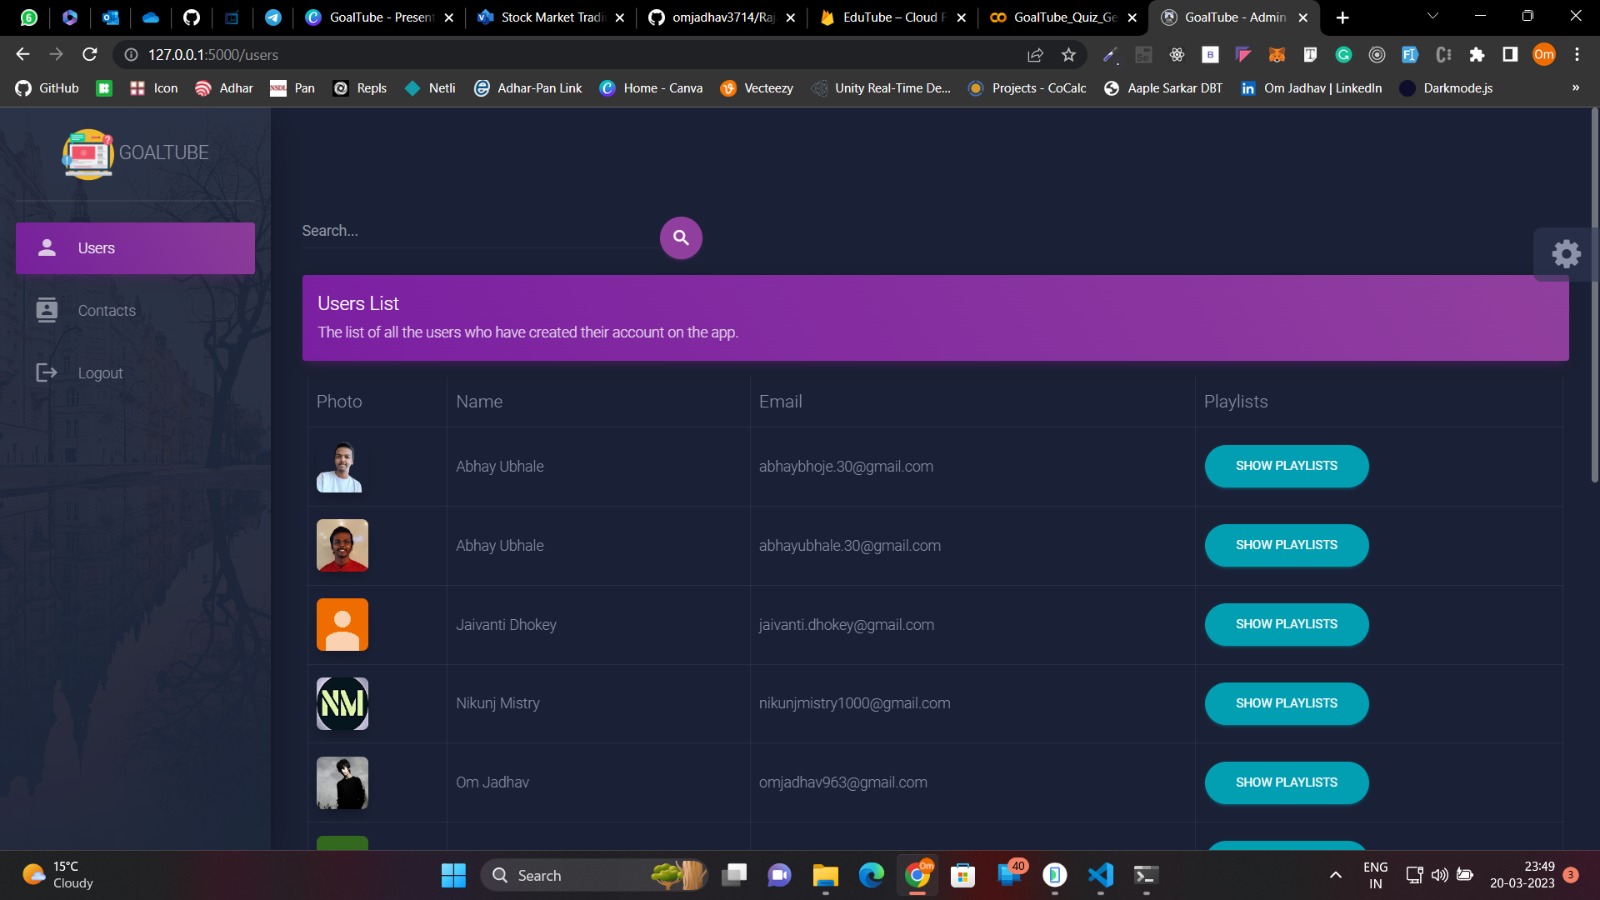 GoalTube - Present
Stock Market Tradi
omjadhav3714/Raj
EduTube – Cloud F
GoalTube_Quiz_Ge
GoalTube - Admin
127.0.0.1:5000/users
Om
GitHub
Icon
Adhar
Pan
Repls
Netli
Adhar-Pan Link
Home - Canva
Vecteezy
Unity Real-Time De...
Projects - CoCalc
Aaple Sarkar DBT
Om Jadhav | LinkedIn
Darkmode.js
»
GOALTUBE
Users
Contacts
Logout
Search...
Users List
The list of all the users who have created their account on the app.
Photo Name Email Playlists
Abhay Ubhale abhaybhoje.30@gmail.com SHOW PLAYLISTS
Abhay Ubhale abhayubhale.30@gmail.com SHOW PLAYLISTS
Jaivanti Dhokey jaivanti.dhokey@gmail.com SHOW PLAYLISTS
NM Nikunj Mistry nikunjmistry1000@gmail.com SHOW PLAYLISTS
Om Jadhav omjadhav963@gmail.com SHOW PLAYLISTS
15°C
Cloudy
Search
Om
40
ENG
IN
23:49
20-03-2023
3